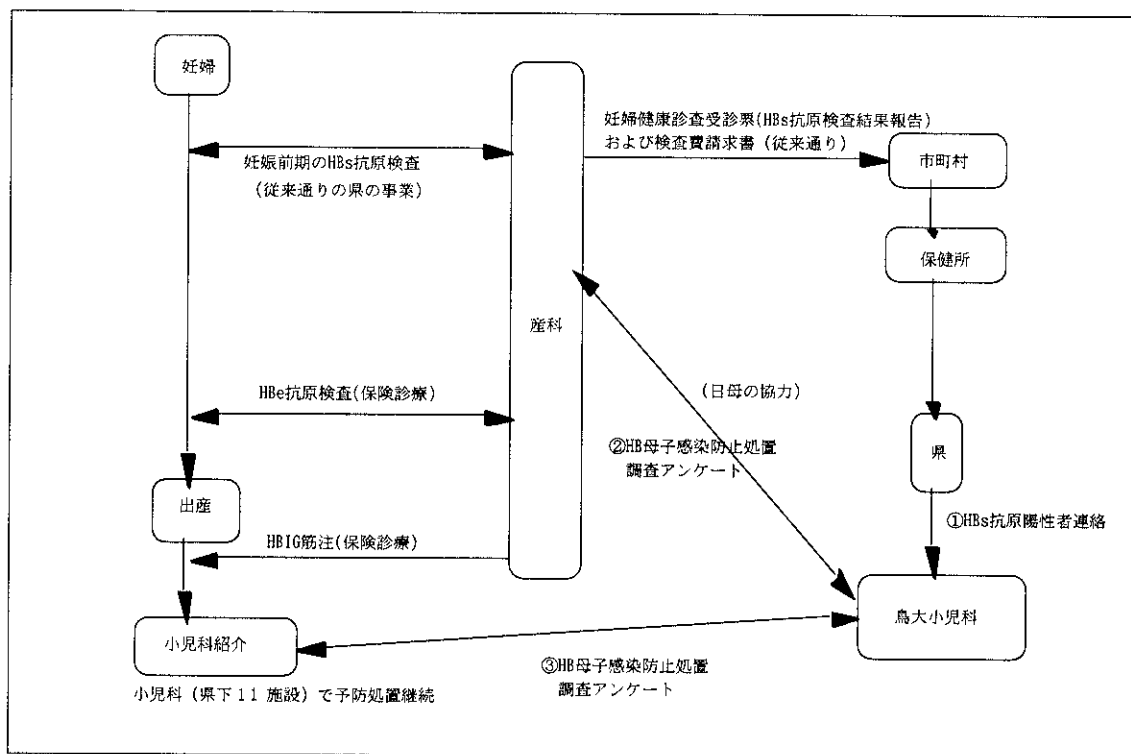 妊婦
妊婦健康診査受診票(HBs抗原検査結果報告)
および検査費請求書（従来通り）
市町村
妊娠前期のHBs抗原検査
（従来通りの県の事業）
保健所
産科
HBe抗原検査(保険診療)
（日母の協力）
②HB母子感染防止処置
調査アンケート
県
出産
①HBs抗原陽性者連絡
HBIG筋注(保険診療)
鳥大小児科
小児科紹介
③HB母子感染防止処置
調査アンケート
小児科（県下11 施設）で予防処置継続